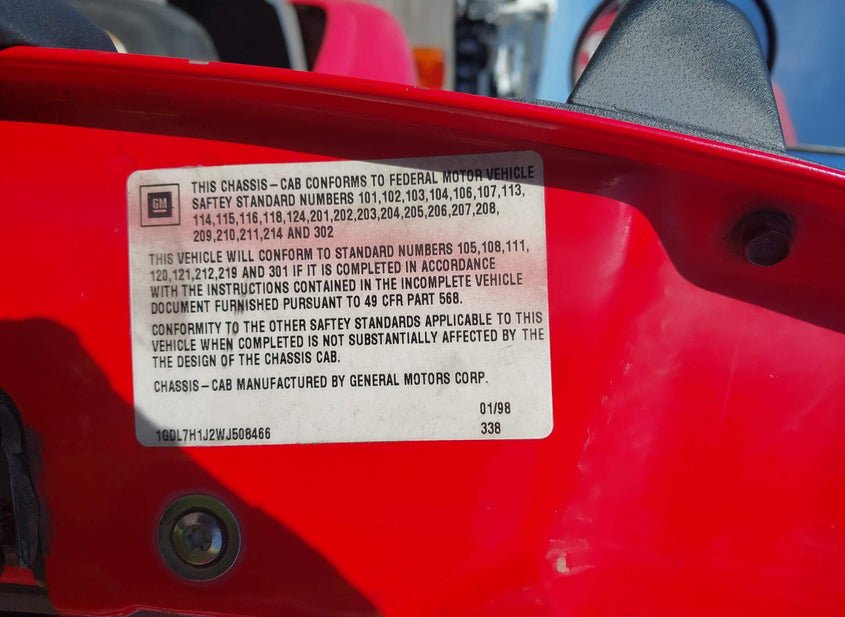 GM
THIS CHASSIS-CAB CONFORMS TO FEDERAL MOTOR VEHICLE
SAFTEY STANDARD NUMBERS 101,102,103,104,106,107,113,
114,115,116,118,124,201,202,203,204,205,206,207,208,
209,210,211,214 AND 302
THIS VEHICLE WILL CONFORM TO STANDARD NUMBERS 105,108,111,
120,121,212,219 AND 301 IF IT IS COMPLETED IN ACCORDANCE
WITH THE INSTRUCTIONS CONTAINED IN THE INCOMPLETE VEHICLE
DOCUMENT FURNISHED PURSUANT TO 49 CFR PART 568.
CONFORMITY TO THE OTHER SAFTEY STANDARDS APPLICABLE TO THIS
VEHICLE WHEN COMPLETED IS NOT SUBSTANTIALLY AFFECTED BY THE
THE DESIGN OF THE CHASSIS CAB.
CHASSIS-CAB MANUFACTURED BY GENERAL MOTORS CORP.
01/98
1GDL7H1J2WJ508466 338